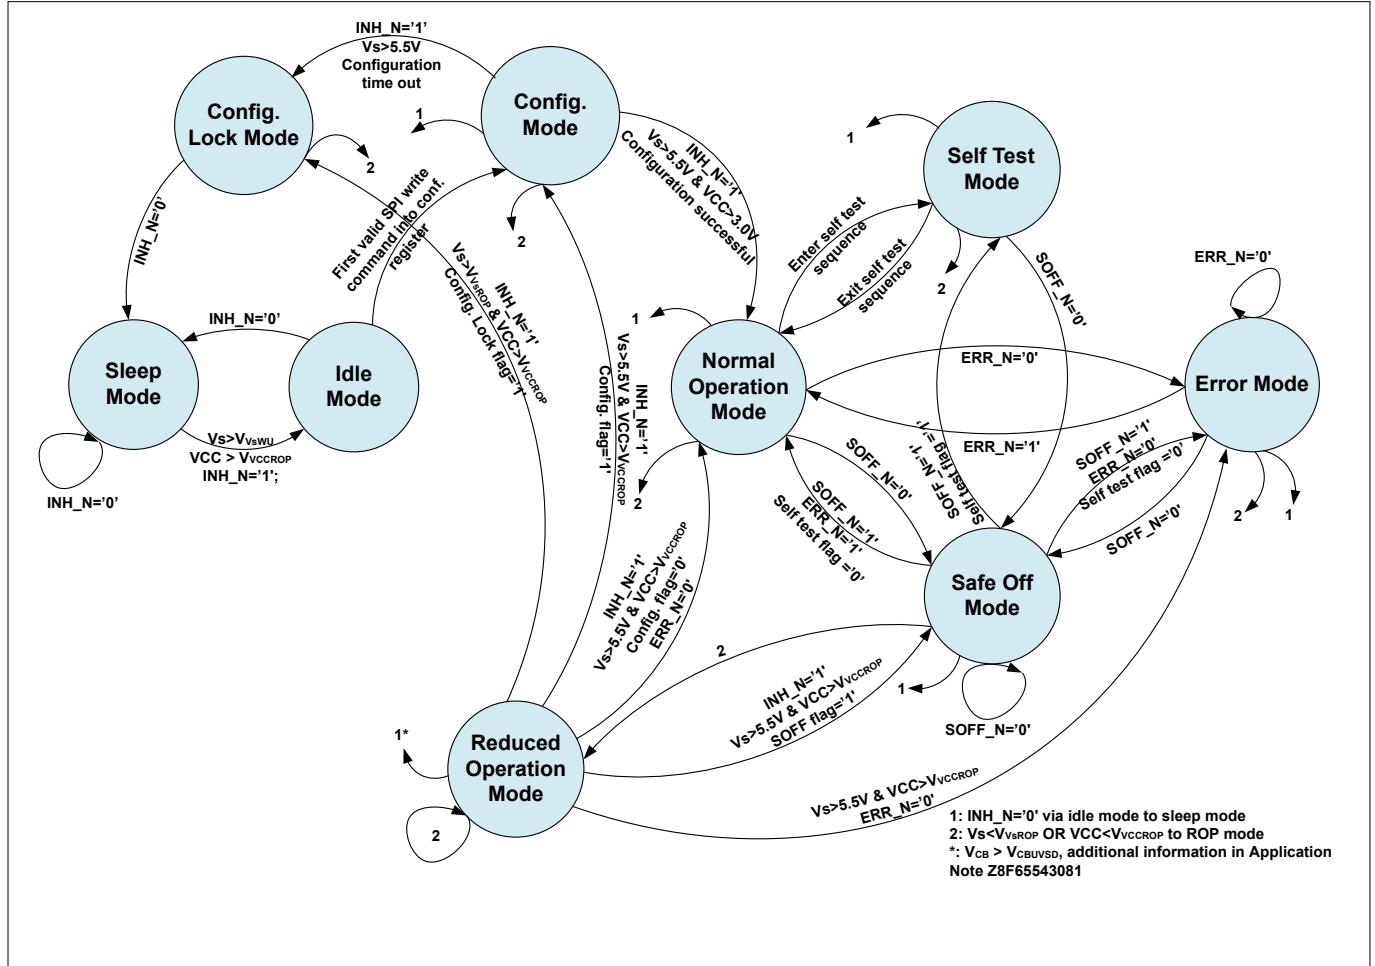 INH_N='1'
Vs>5.5V
Configuration
time out
Config.
Lock Mode
Config.
Mode
1
2
2
INH_N='1'
Vs>5.5V & VCC>3.0V
Configuration successful
Self Test
Mode
1
2
Enter self test
sequence
Exit self test
sequence
SOFF_N='0'
INH_N='0'
First valid SPI write
command into conf.
register
INH_N='1'
Vs>VVsROP & VCC>VVCCROP
Config. Lock flag='1'
INH_N='0'
Sleep
Mode
Idle
Mode
Vs>VVsWU
VCC > VVCCROP
INH_N='1';
INH_N='0'
INH_N='1'
Vs>5.5V & VCC>VVCCROP
Config. flag='1'
1
Normal
Operation
Mode
2
ERR_N='0'
ERR_N='0'
ERR_N='1'
Error Mode
2
1
SOFF_N='0'
SOFF_N='1'
ERR_N='1'
Self test flag ='0'
SOFF_N='1'
Self test flag ='1'
SOFF_N='1'
ERR_N='0'
Self test flag ='0'
SOFF_N='0'
Safe Off
Mode
1
SOFF_N='0'
INH_N='1'
Vs>5.5V & VCC>VVCCROP
Config. flag='0'
ERR_N='0'
2
INH_N='1'
Vs>5.5V & VCC>VVCCROP
SOFF flag='1'
1*
Reduced
Operation
Mode
2
Vs>5.5V & VCC>VVCCROP
ERR_N='0'
1: INH_N='0' via idle mode to sleep mode
2: Vs<VVsROP OR VCC<VVCCROP to ROP mode
*: VCB > VCBUVSD, additional information in Application
Note Z8F65543081